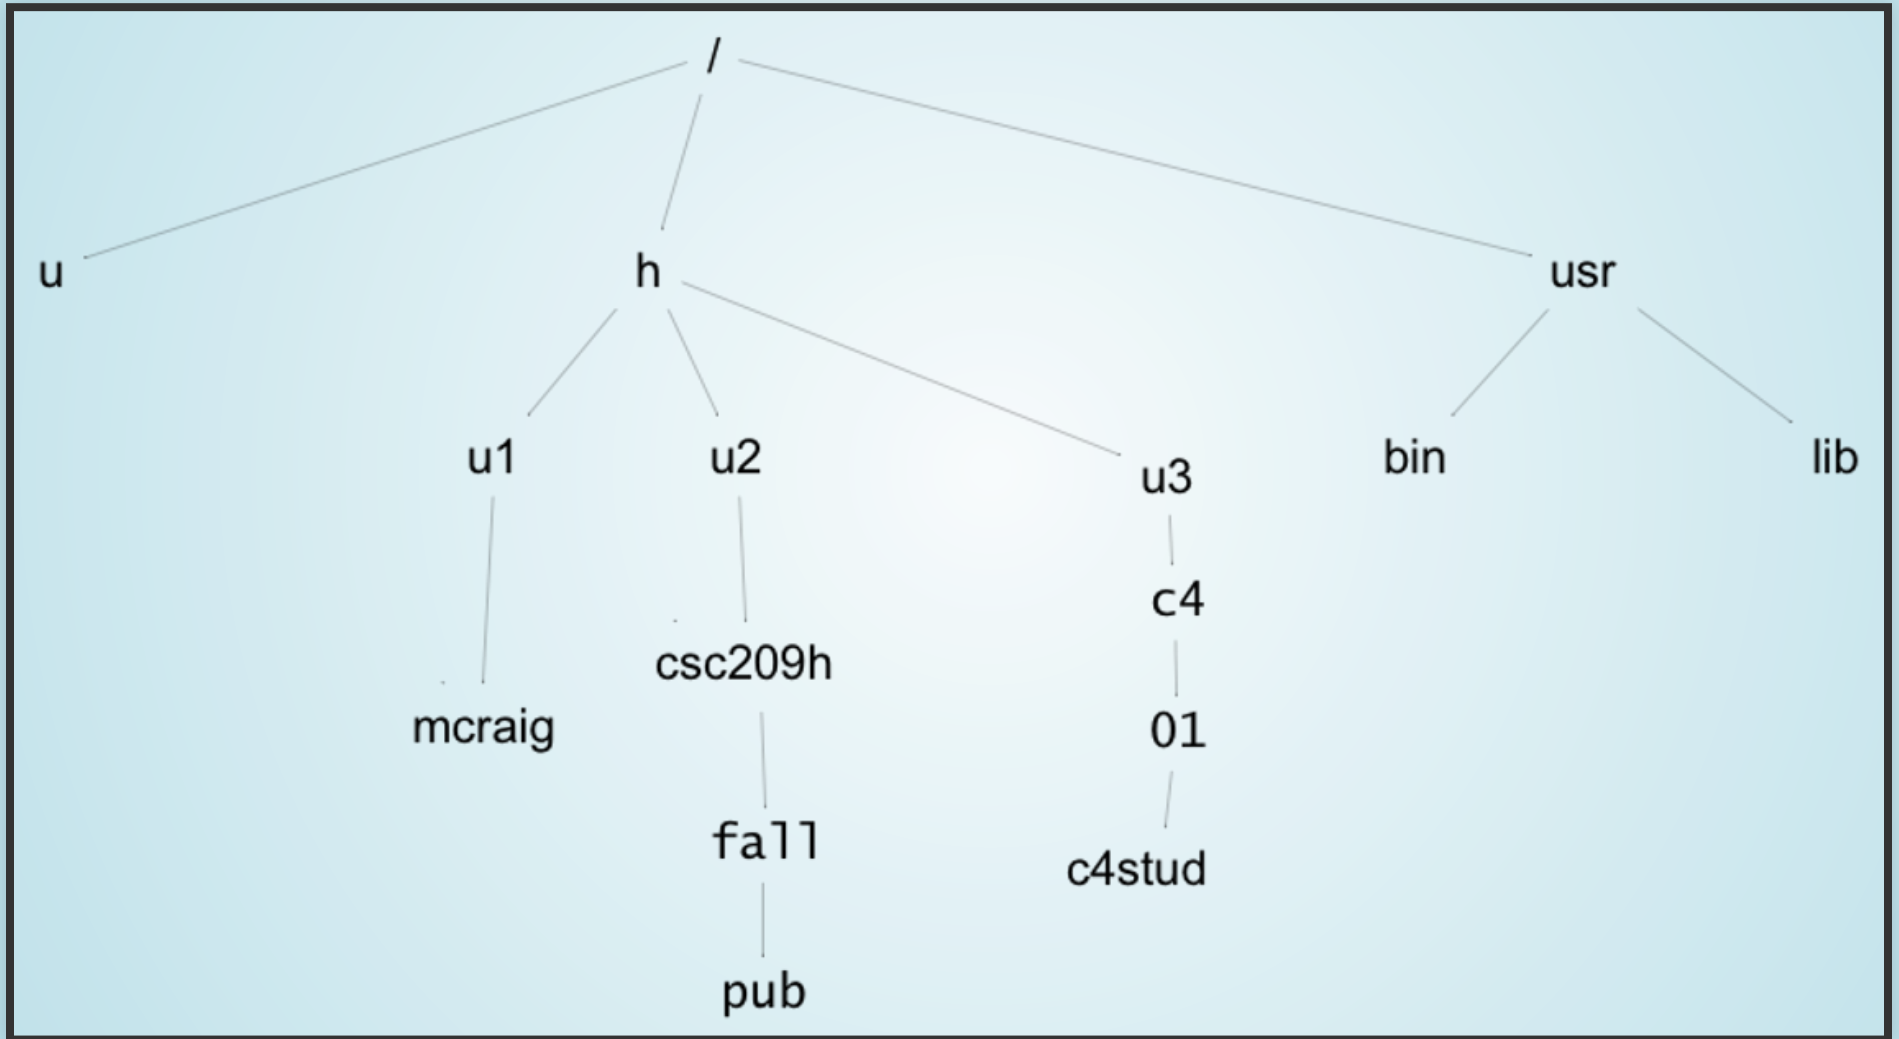 /
u h usr
u1 u2 u3 bin lib
c4
csc209h
mcraig 01
fall
c4stud
pub